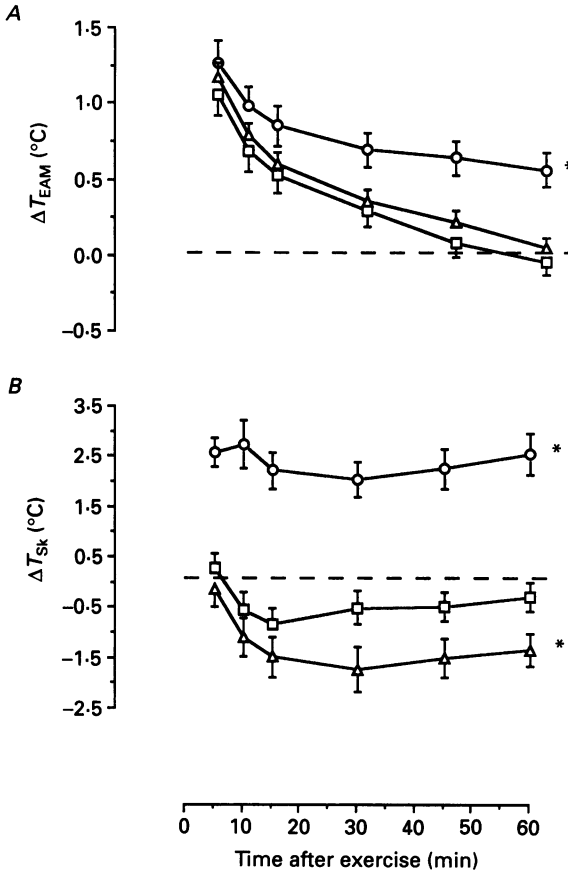 A
1·5
1·0
0·5
0·0
−0·5
ΔT_EAM (°C)
*
B
3·5
2·5
1·5
0·5
−0·5
−1·5
−2·5
ΔT_Sk (°C)
*
*
0 10 20 30 40 50 60
Time after exercise (min)